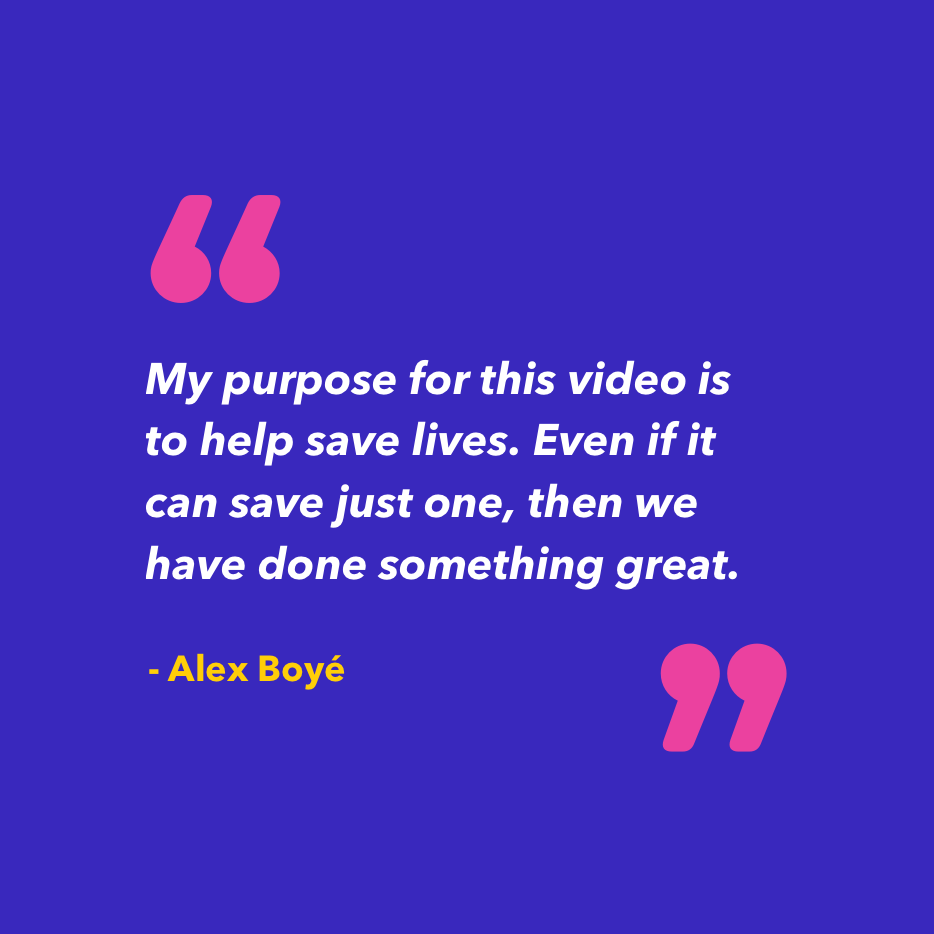 “
My purpose for this video is
to help save lives. Even if it
can save just one, then we
have done something great.
- Alex Boyé
”